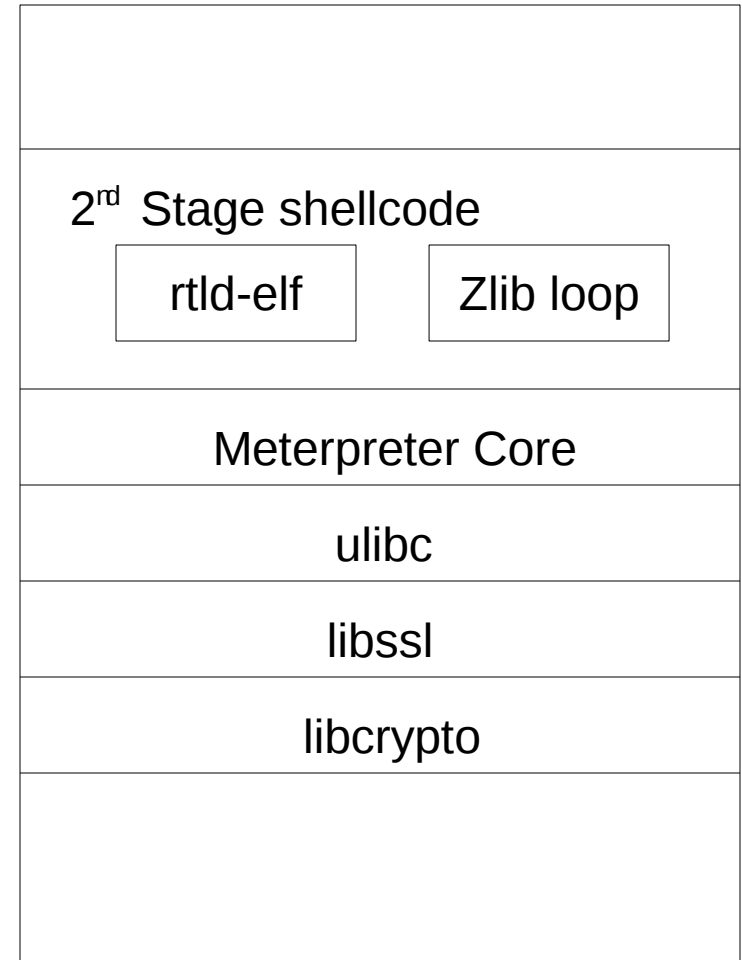 2nd Stage shellcode
rtld-elf Zlib loop
Meterpreter Core
ulibc
libssl
libcrypto